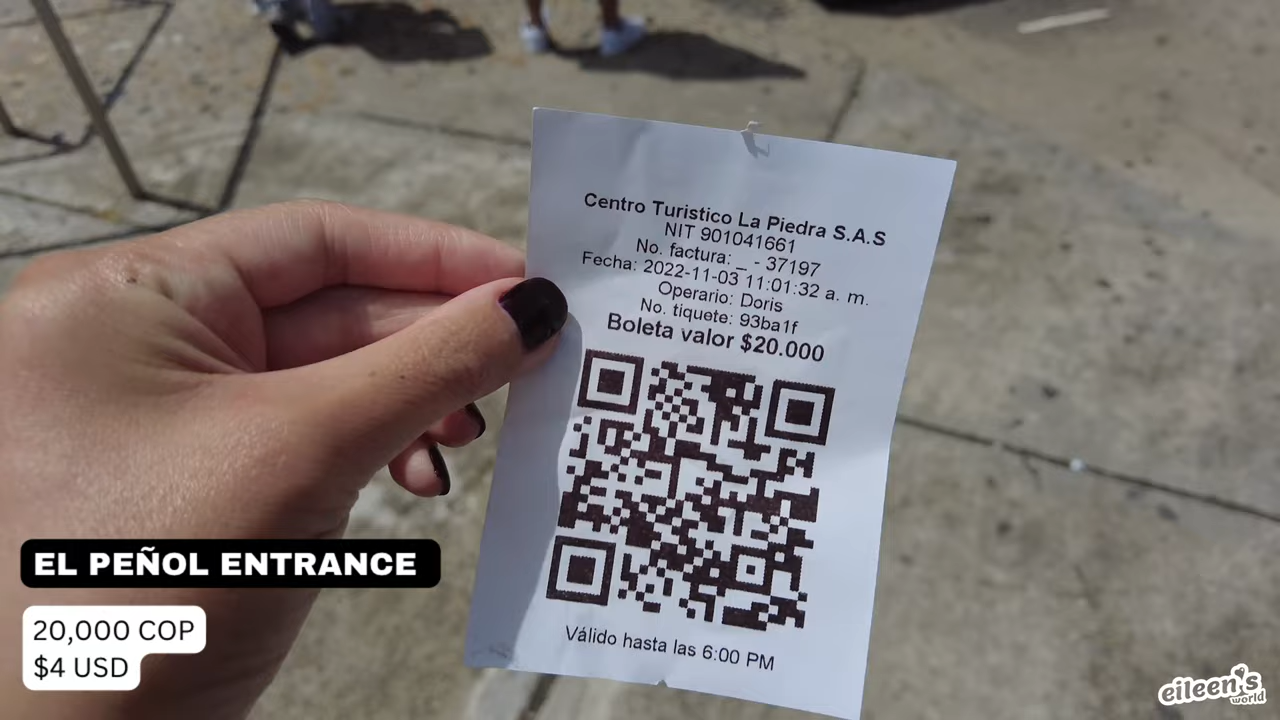 Centro Turistico La Piedra S.A.S
NIT 901041661
No. factura: _ - 37197
Fecha: 2022-11-03 11:01:32 a. m.
Operario: Doris
No. tiquete: 93ba1f
Boleta valor $20.000
Válido hasta las 6:00 PM
EL PEÑOL ENTRANCE
20,000 COP
$4 USD
eileen's
world